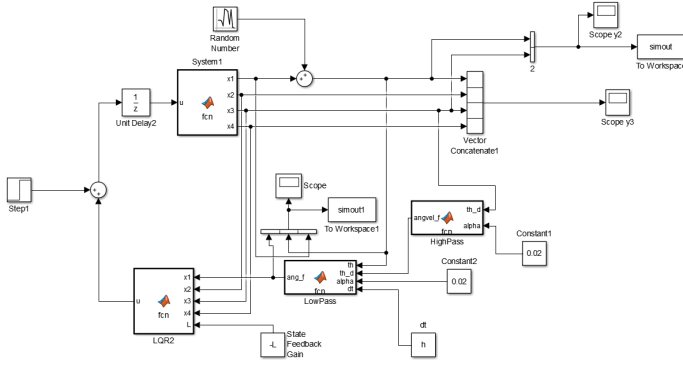 Random
Number
Scope y2
simout
To Workspace
2
System1
u
fcn
x1
x2
x3
x4
1
z
Unit Delay2
Vector
Concatenate1
Scope y3
Step1
Scope
simout1
To Workspace1
angvel_f
th_d
alpha
fcn
HighPass
Constant1
0.02
Constant2
0.02
ang_f
th
th_d
alpha
dt
fcn
LowPass
u
x1
x2
x3
x4
L
fcn
LQR2
-L
State
Feedback
Gain
dt
h